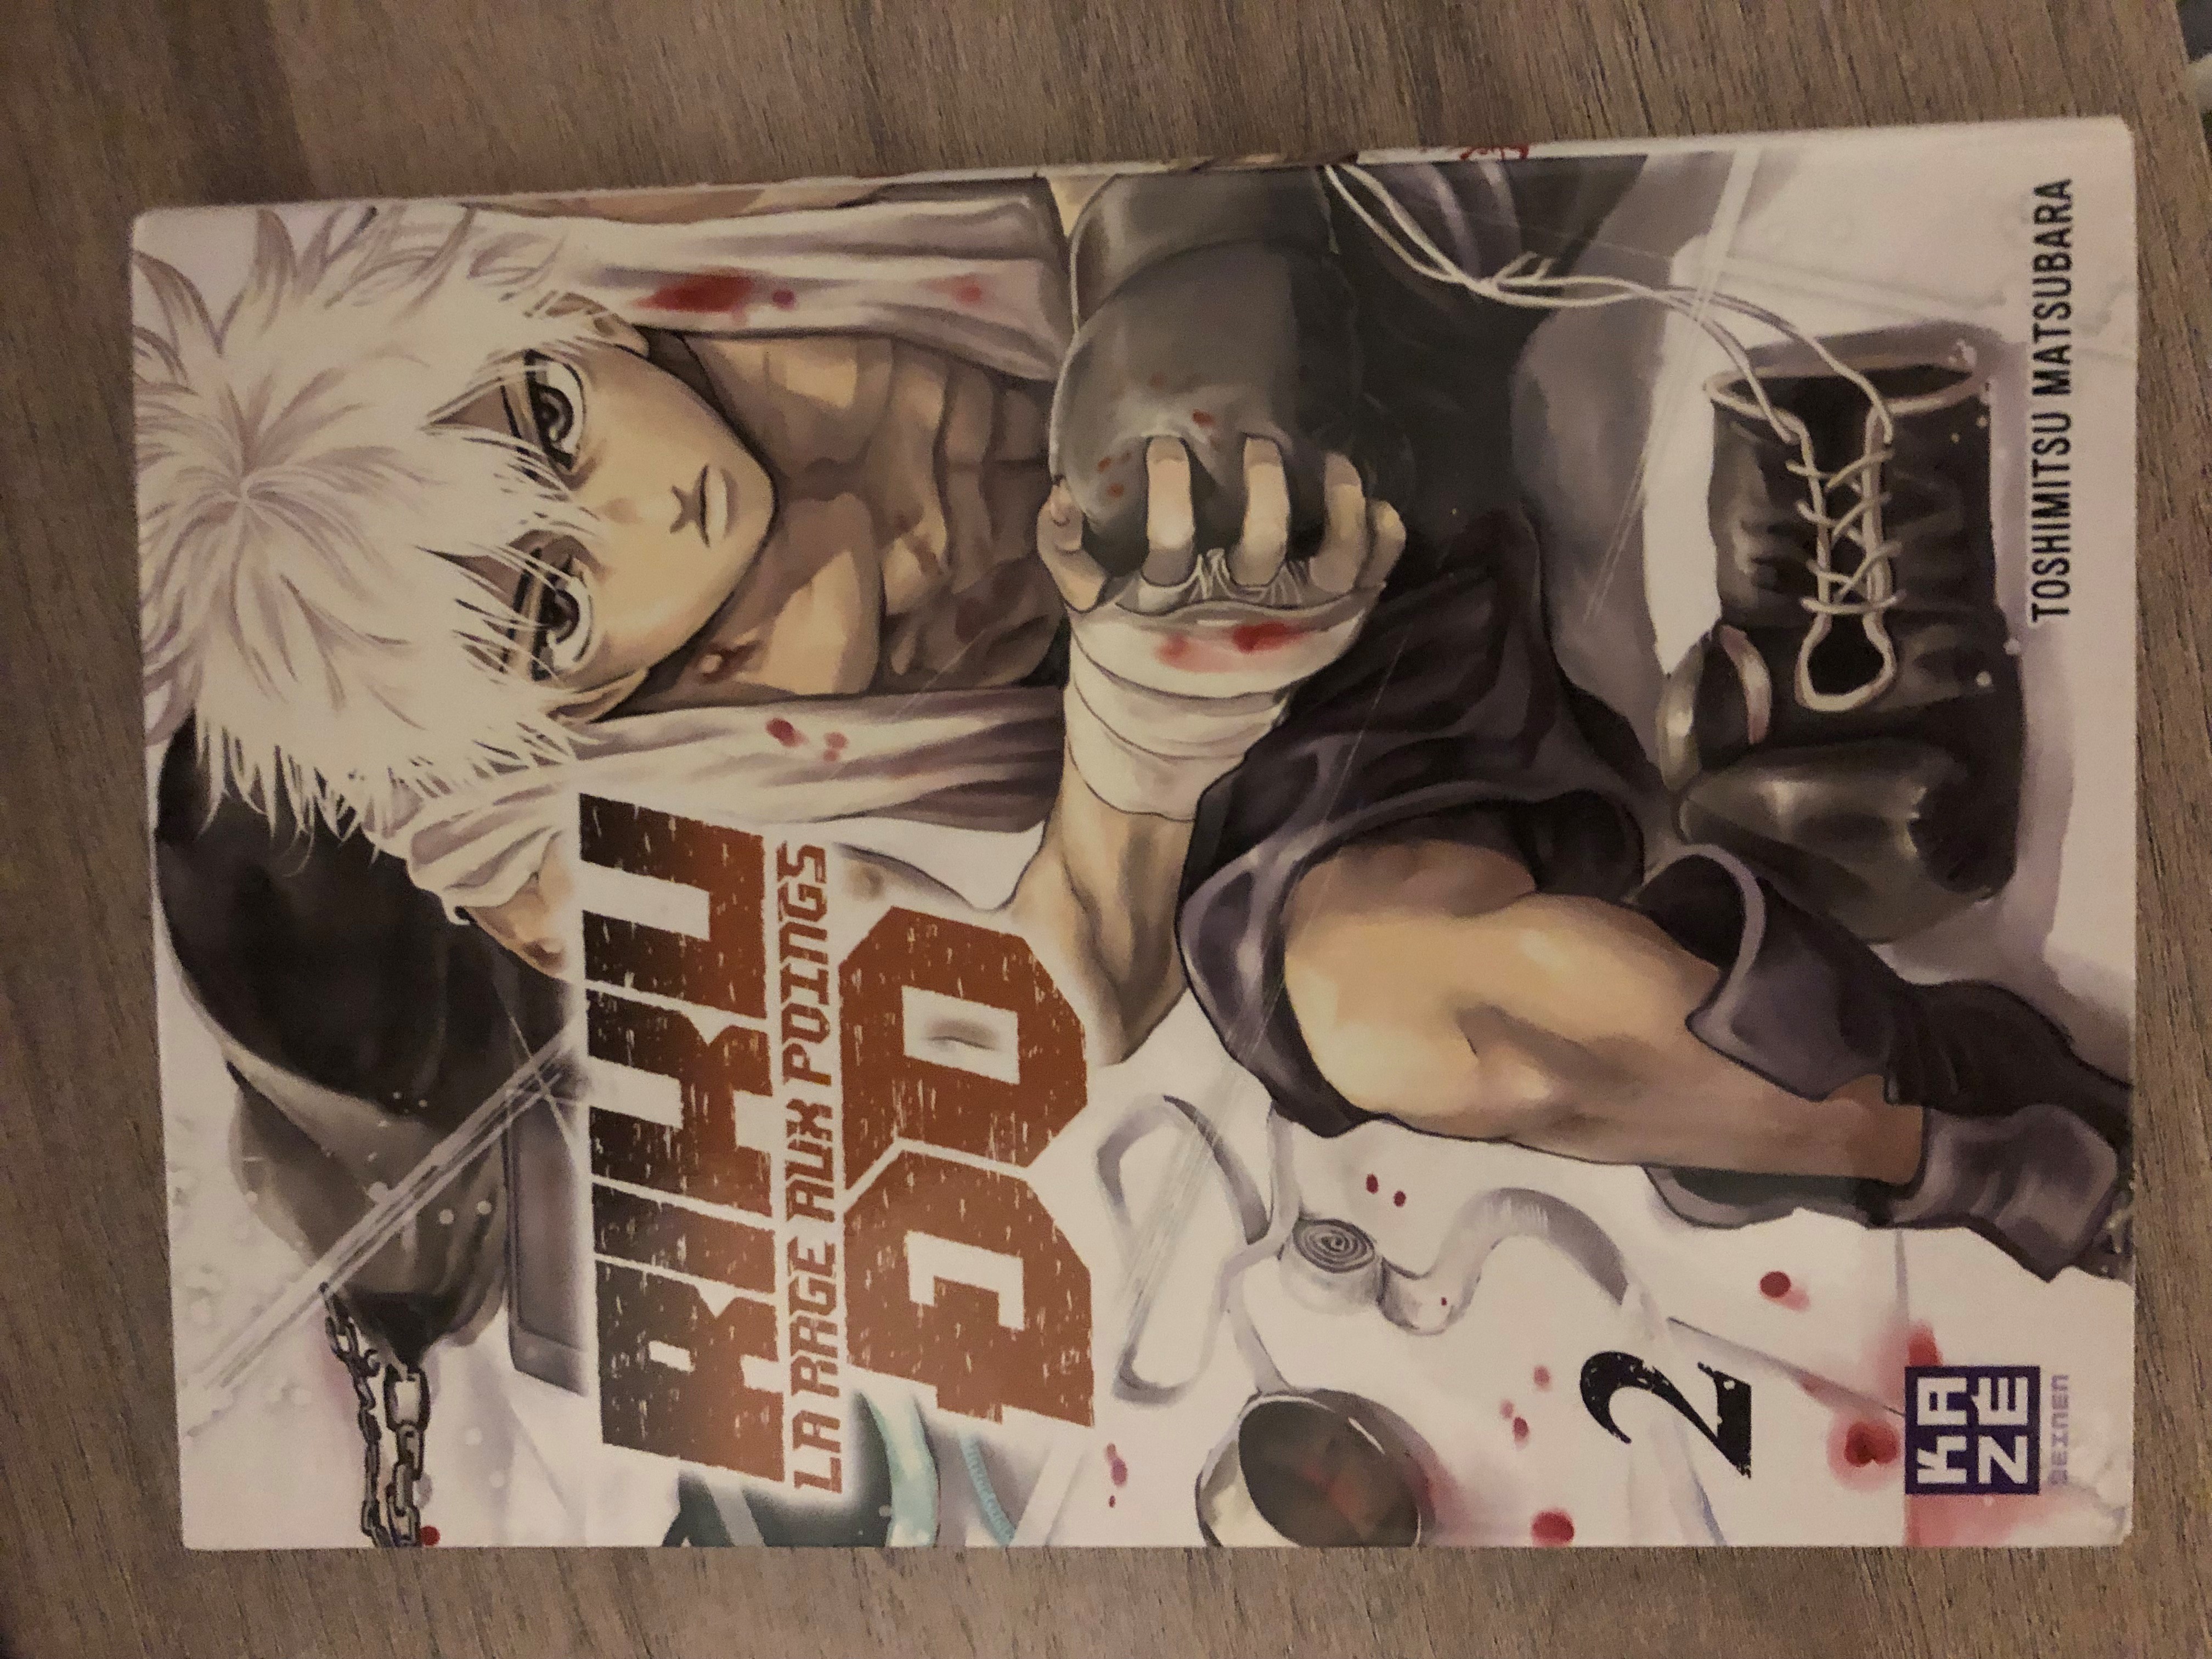 RIKU
LA RAGE AUX POINGS
DO
2
KA
ZÉ
SEINEN
TOSHIMITSU MATSUBARA